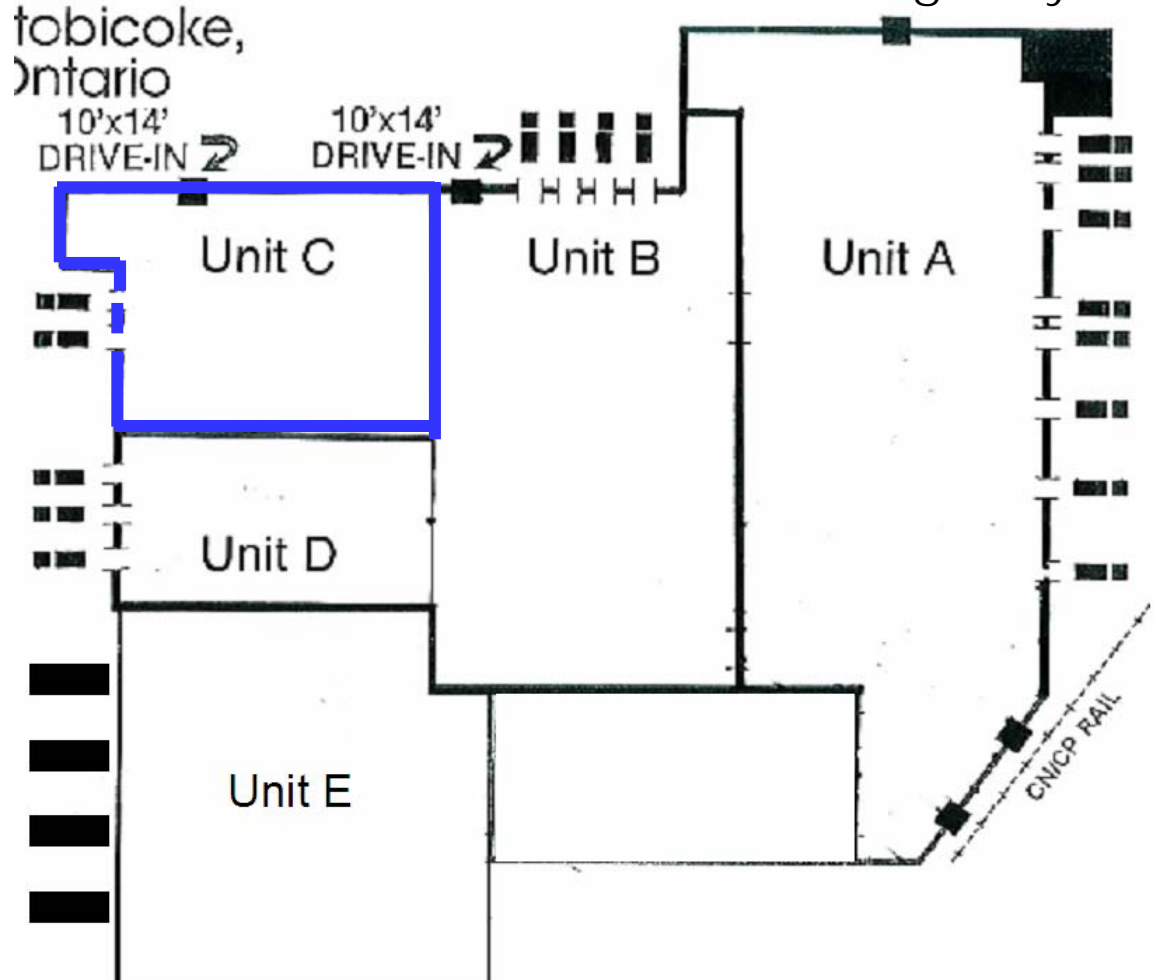 tobicoke,
Ontario
10'x14'
DRIVE-IN
10'x14'
DRIVE-IN
Unit C
Unit B
Unit A
Unit D
Unit E
CN/CP RAIL